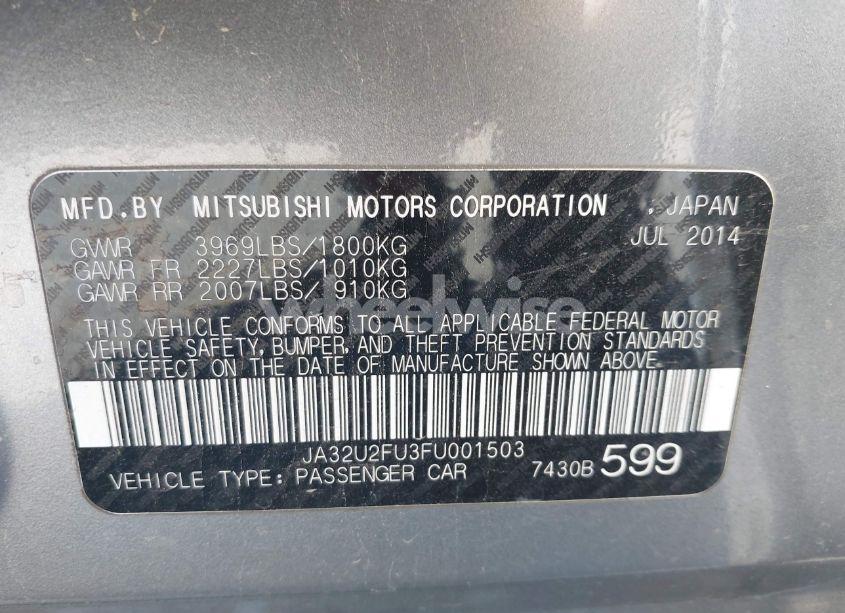 MFD.BY MITSUBISHI MOTORS CORPORATION , JAPAN
JUL 2014
GVWR 3969LBS/1800KG
GAWR FR 2227LBS/1010KG
GAWR RR 2007LBS/ 910KG
wheelwise
THIS VEHICLE CONFORMS TO ALL APPLICABLE FEDERAL MOTOR
VEHICLE SAFETY, BUMPER, AND THEFT PREVENTION STANDARDS
IN EFFECT ON THE DATE OF MANUFACTURE SHOWN ABOVE.
JA32U2FU3FU001503
VEHICLE TYPE: PASSENGER CAR 7430B 599